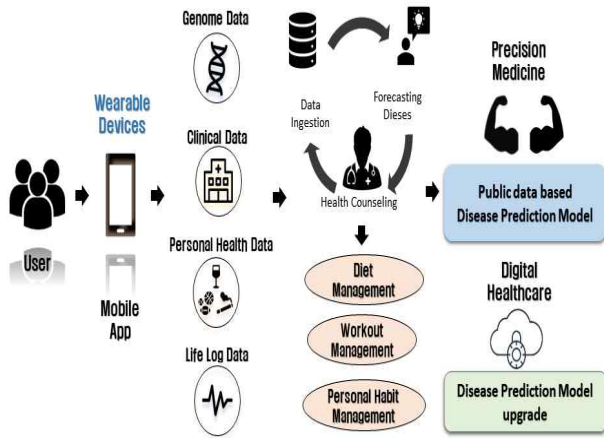 User
Wearable
Devices
Mobile
App
Genome Data
Clinical Data
Personal Health Data
Life Log Data
Data
Ingestion
Forecasting
Dieses
Health Counseling
Diet
Management
Workout
Management
Personal Habit
Management
Precision
Medicine
Public data based
Disease Prediction Model
Digital
Healthcare
Disease Prediction Model
upgrade